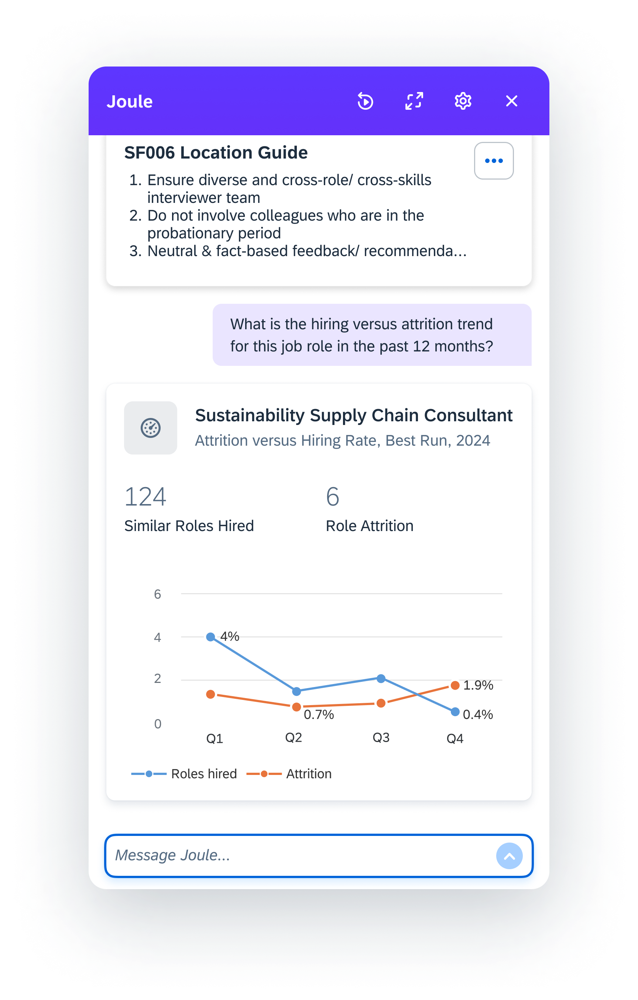 Joule
SF006 Location Guide
1. Ensure diverse and cross-role/ cross-skills
interviewer team
2. Do not involve colleagues who are in the
probationary period
3. Neutral & fact-based feedback/ recommenda...
What is the hiring versus attrition trend
for this job role in the past 12 months?
Sustainability Supply Chain Consultant
Attrition versus Hiring Rate, Best Run, 2024
124
Similar Roles Hired
6
Role Attrition
6
4
4%
2
1.9%
0.7%
0.4%
0
Q1
Q2
Q3
Q4
Roles hired
Attrition
Message Joule...